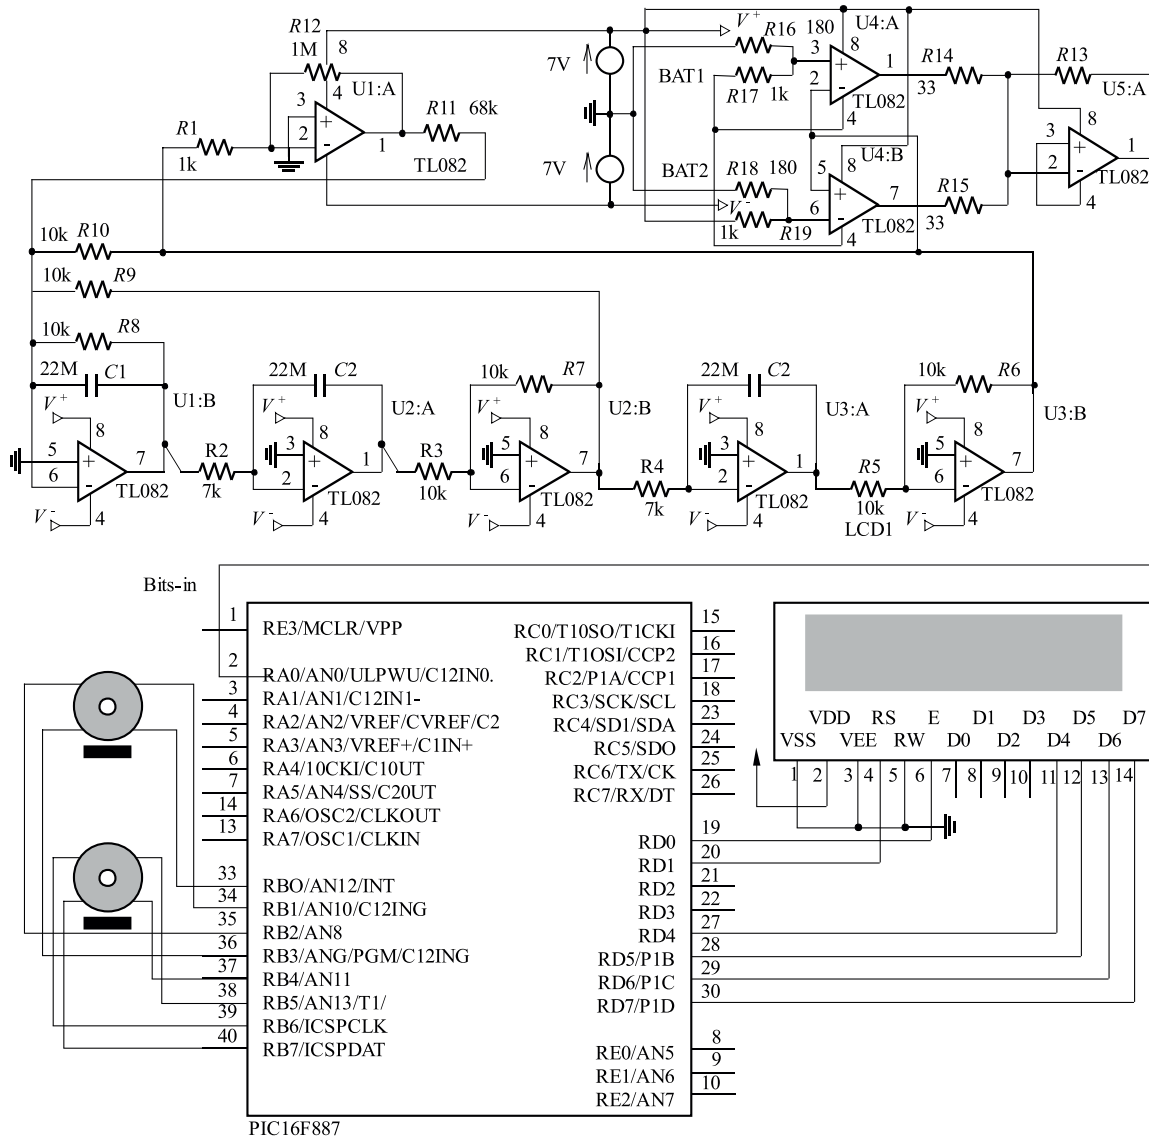 R12
1M
8
4
U1:A
3
2
1
R11
68k
TL082
R1
1k
7V
7V
V+
R16
180
U4:A
8
3
2
1
BAT1
R17
1k
TL082
4
R14
33
R13
U5:A
8
3
2
1
TL082
4
BAT2
R18
180
U4:B
8
5
6
7
V-
1k
R19
TL082
4
R15
33
10k
R10
10k
R9
10k
R8
22M
C1
V+
8
U1:B
5
6
7
TL082
V-
4
R2
7k
22M
C2
V+
8
U2:A
3
2
1
TL082
V-
4
R3
10k
10k
R7
V+
8
U2:B
5
6
7
TL082
V-
4
R4
7k
22M
C2
V+
8
U3:A
3
2
1
TL082
V-
4
R5
10k
LCD1
10k
R6
V+
8
U3:B
5
6
7
TL082
V-
4
Bits-in
1
RE3/MCLR/VPP
2
RA0/AN0/ULPWU/C12IN0.
3
RA1/AN1/C12IN1-
4
RA2/AN2/VREF/CVREF/C2
5
RA3/AN3/VREF+/C1IN+
6
RA4/10CKI/C10UT
7
RA5/AN4/SS/C20UT
14
RA6/OSC2/CLKOUT
13
RA7/OSC1/CLKIN
33
RBO/AN12/INT
34
RB1/AN10/C12ING
35
RB2/AN8
36
RB3/ANG/PGM/C12ING
37
RB4/AN11
38
RB5/AN13/T1/
39
RB6/ICSPCLK
40
RB7/ICSPDAT
15
RC0/T10SO/T1CKI
16
RC1/T1OSI/CCP2
17
RC2/P1A/CCP1
18
RC3/SCK/SCL
23
RC4/SD1/SDA
24
RC5/SDO
25
RC6/TX/CK
26
RC7/RX/DT
19
RD0
20
RD1
21
RD2
22
RD3
27
RD4
28
RD5/P1B
29
RD6/P1C
30
RD7/P1D
8
RE0/AN5
9
RE1/AN6
10
RE2/AN7
PIC16F887
VDD RS E D1 D3 D5 D7
VSS VEE RW D0 D2 D4 D6
1 2 3 4 5 6 7 8 9 10 11 12 13 14